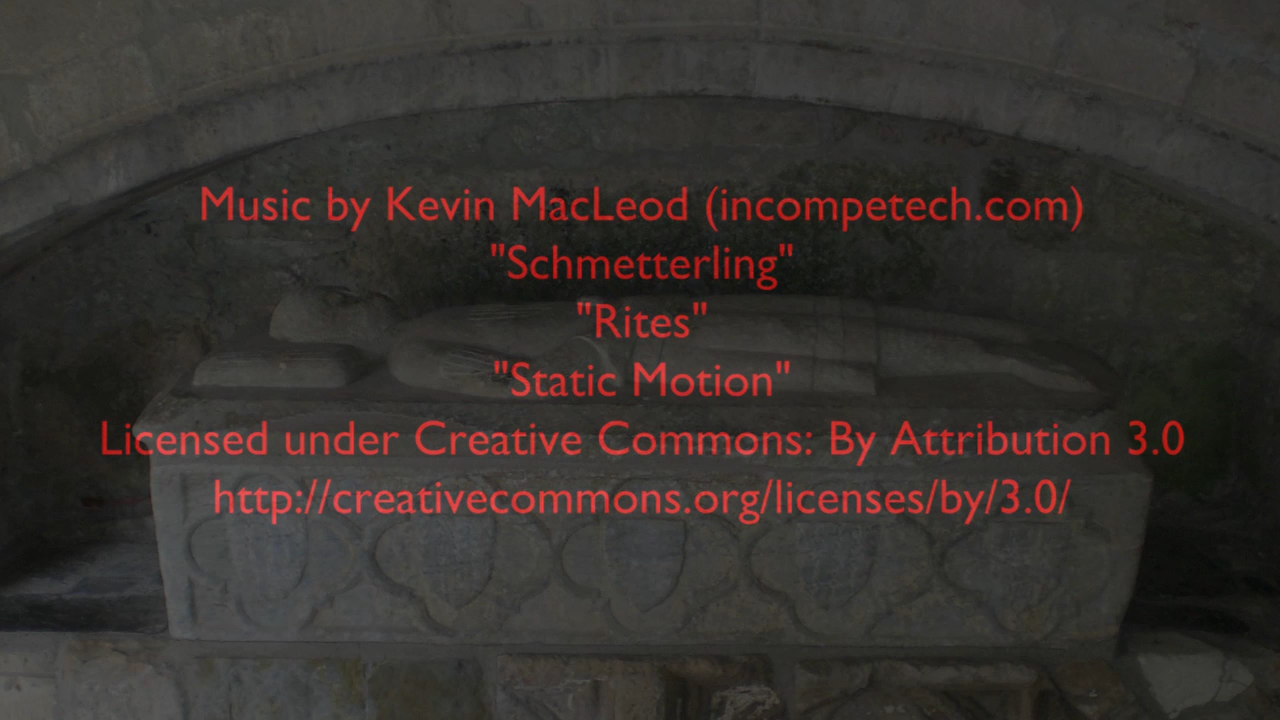 Music by Kevin MacLeod (incompetech.com)
"Schmetterling"
"Rites"
"Static Motion"
Licensed under Creative Commons: By Attribution 3.0
http://creativecommons.org/licenses/by/3.0/